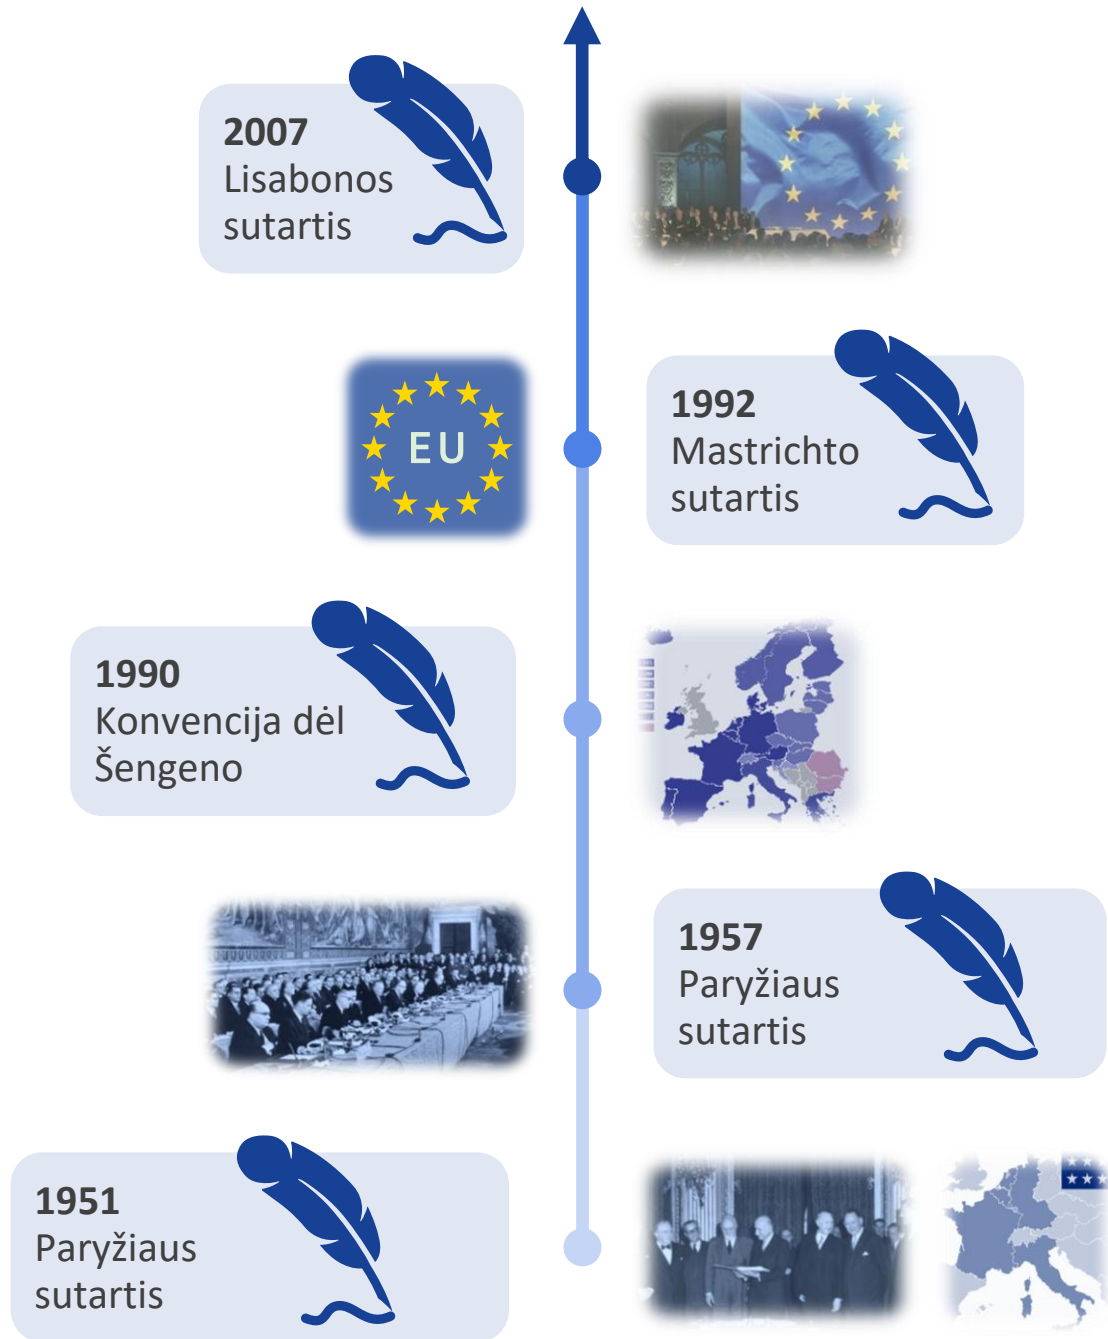 2007
Lisabonos
sutartis
EU
1992
Mastrichto
sutartis
1990
Konvencija dėl
Šengeno
1957
Paryžiaus
sutartis
1951
Paryžiaus
sutartis